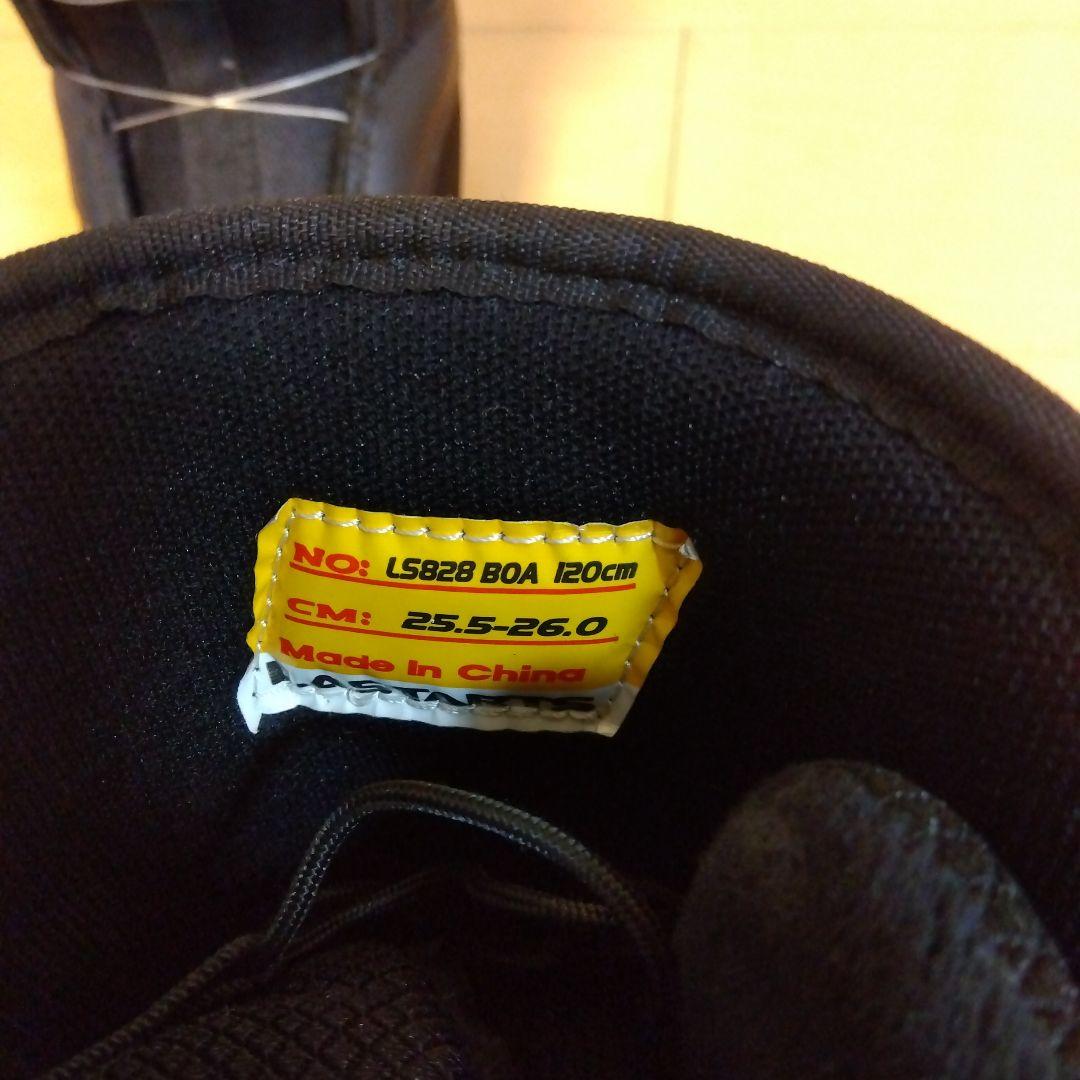 NO: LS828 BOA 120cm
CM: 25.5-26.0
Made In China